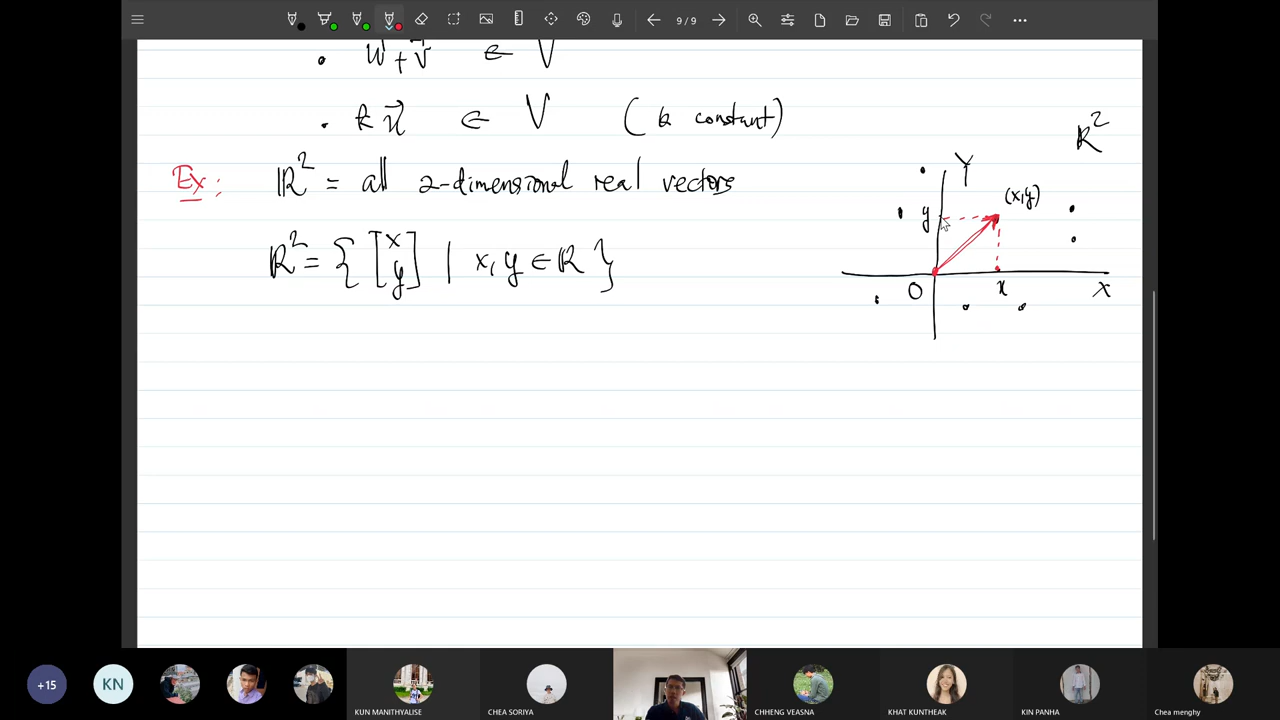 9/9
• u⃗ + v⃗ ∈ V
• k u⃗ ∈ V (k constant)
Ex: ℝ² = all 2-dimensional real vectors
ℝ² = { [x y] | x, y ∈ ℝ }
ℝ²
Y
y
(x,y)
O
x
X
+15
KN
KUN MANITHYALISE
CHEA SORIYA
CHHENG VEASNA
KHAT KUNTHEAK
KIN PANHA
Chea menghy